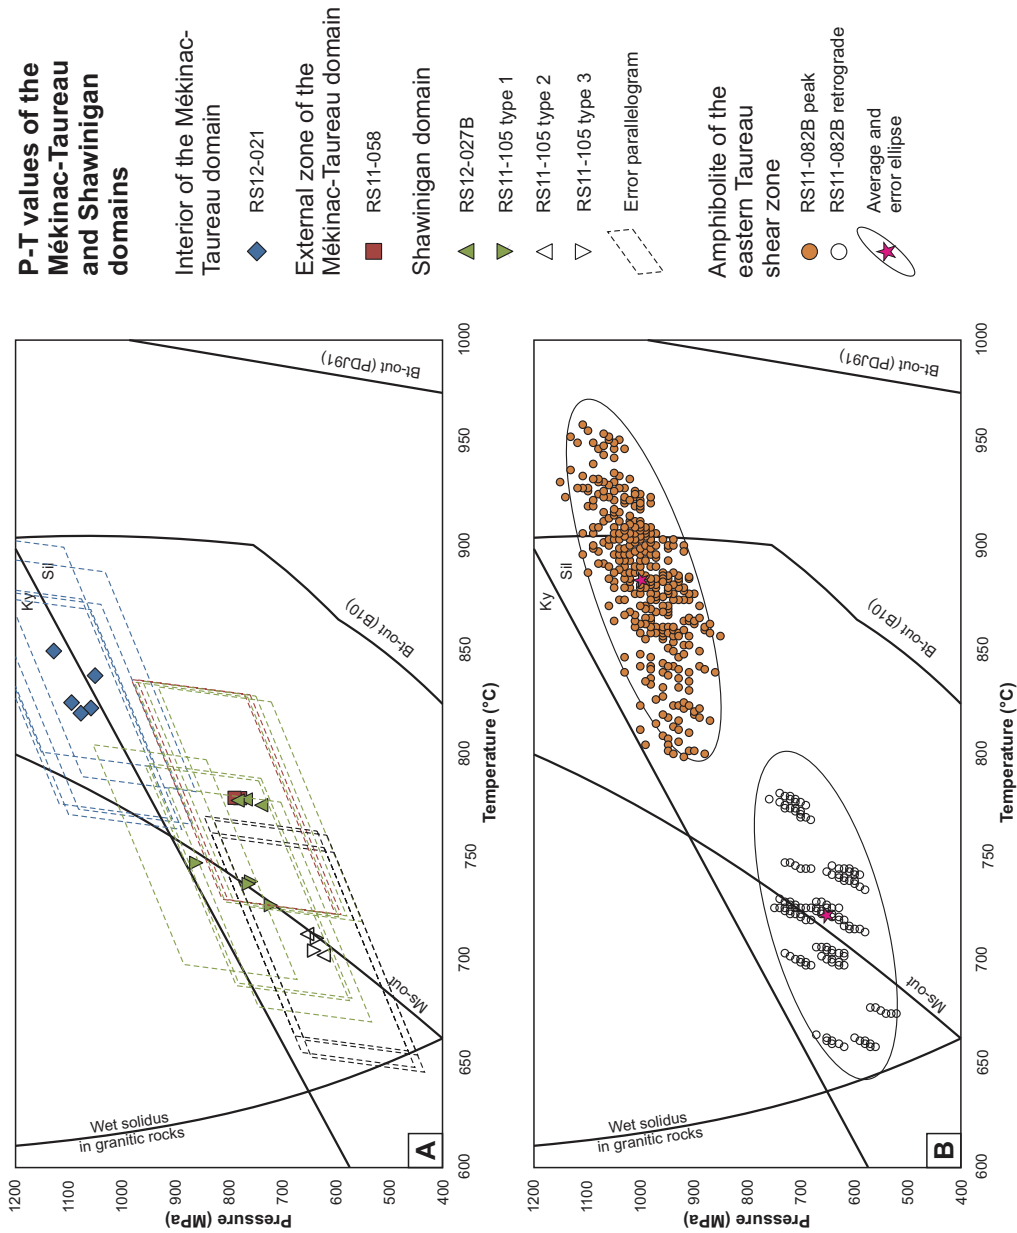 P-T values of the
Mékinac-Taureau
and Shawinigan
domains
Interior of the Mékinac-
Taureau domain
RS12-021
External zone of the
Mékinac-Taureau domain
RS11-058
Shawinigan domain
RS12-027B
RS11-105 type 1
RS11-105 type 2
RS11-105 type 3
Error parallelogram
Amphibolite of the
eastern Taureau
shear zone
RS11-082B peak
RS11-082B retrograde
Average and
error ellipse
A
Pressure (MPa)
1200
1100
1000
900
800
700
600
500
400
Temperature (°C)
600
650
700
750
800
850
900
950
1000
Wet solidus
in granitic rocks
Ms-out
Ky
Sil
Bt-out (B10)
Bt-out (PDJ91)
B
Pressure (MPa)
1200
1100
1000
900
800
700
600
500
400
Temperature (°C)
600
650
700
750
800
850
900
950
1000
Wet solidus
in granitic rocks
Ms-out
Ky
Sil
Bt-out (B10)
Bt-out (PDJ91)